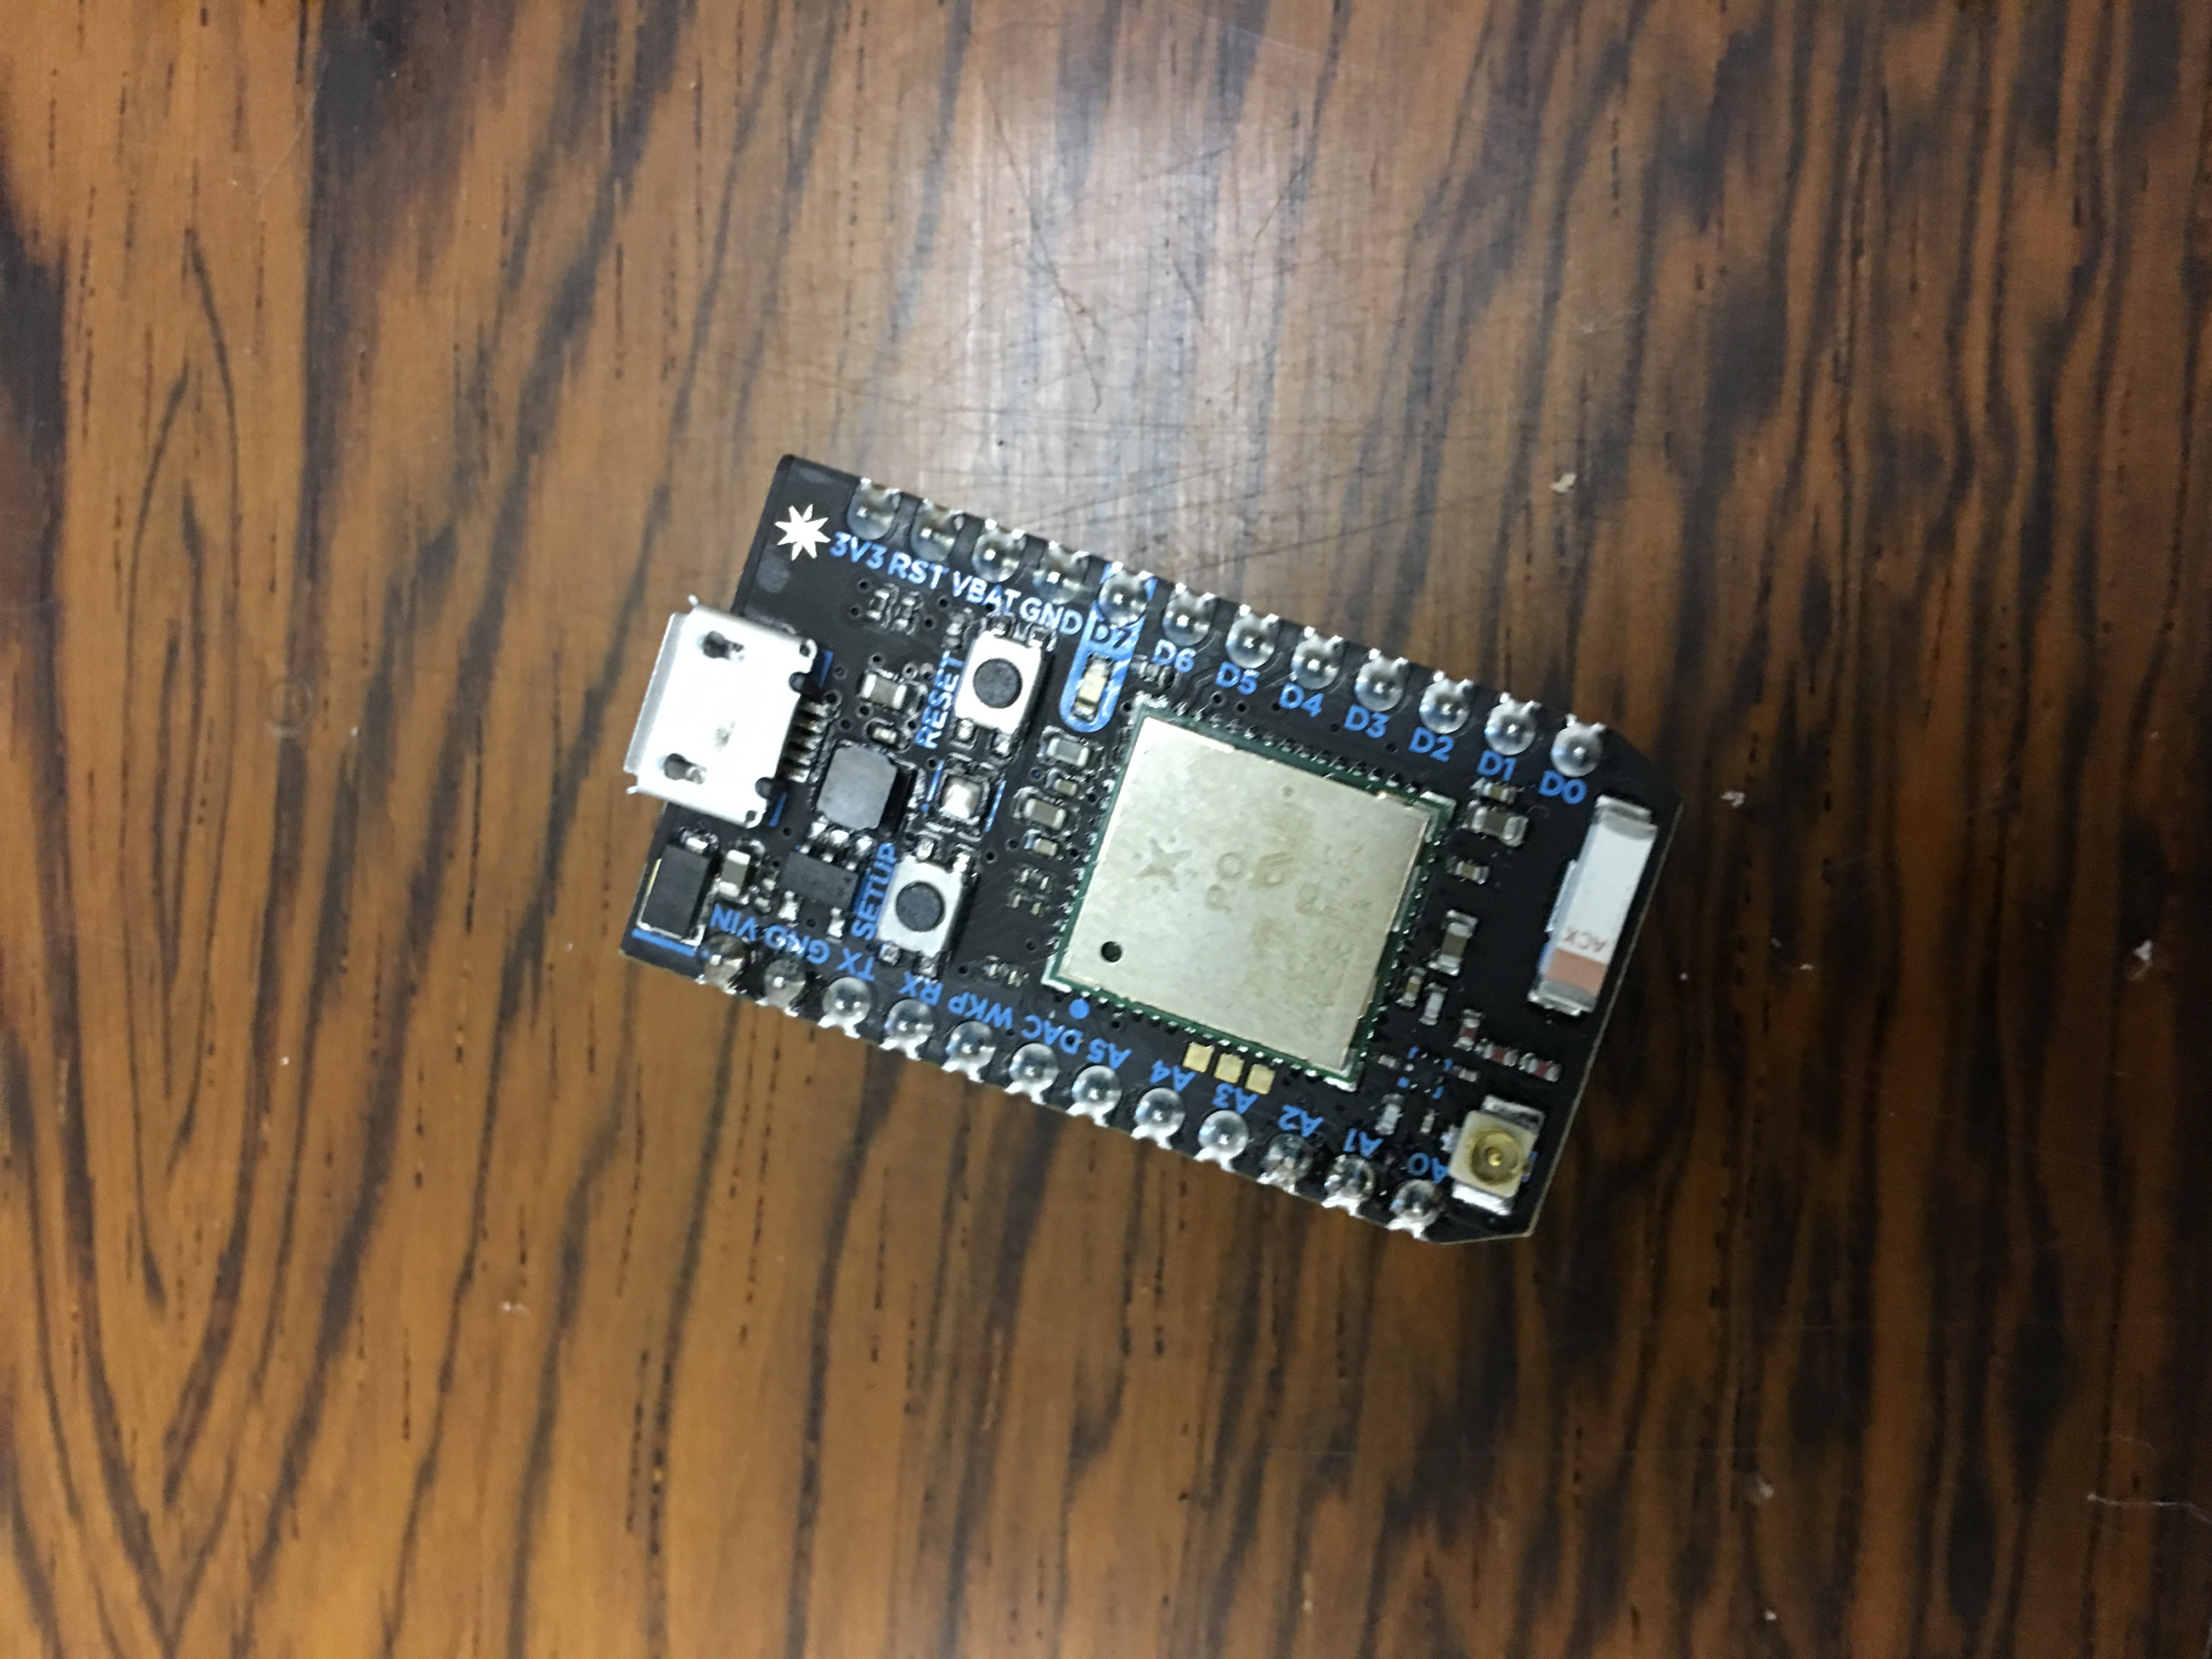 A0
A1
A2
A3
A4
A5
DAC
WKP
RX
TX
GND
VIN
SETUP
ACX
RESET
D0
D1
D2
D3
D4
D5
D6
D7
GND
VBAT
RST
3V3